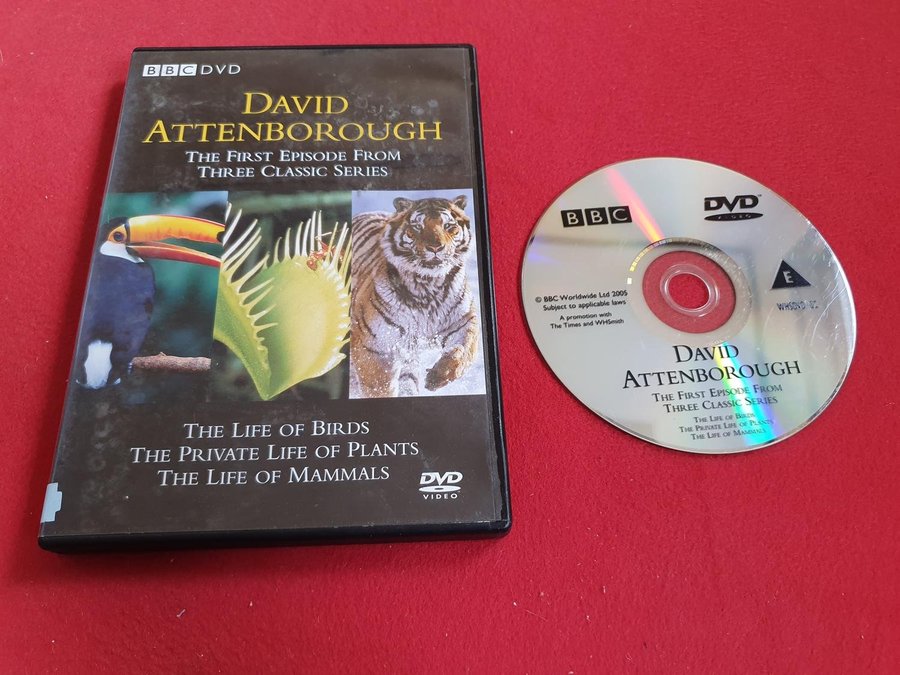 BBC DVD
DAVID
ATTENBOROUGH
THE FIRST EPISODE FROM
THREE CLASSIC SERIES
THE LIFE OF BIRDS
THE PRIVATE LIFE OF PLANTS
THE LIFE OF MAMMALS
DVD
VIDEO
BBC
DVD™
VIDEO
E
© BBC Worldwide Ltd 2005
Subject to applicable laws
A promotion with
The Times and WHSmith
DAVID
ATTENBOROUGH
THE FIRST EPISODE FROM
THREE CLASSIC SERIES
THE LIFE OF BIRDS
THE PRIVATE LIFE OF PLANTS
THE LIFE OF MAMMALS